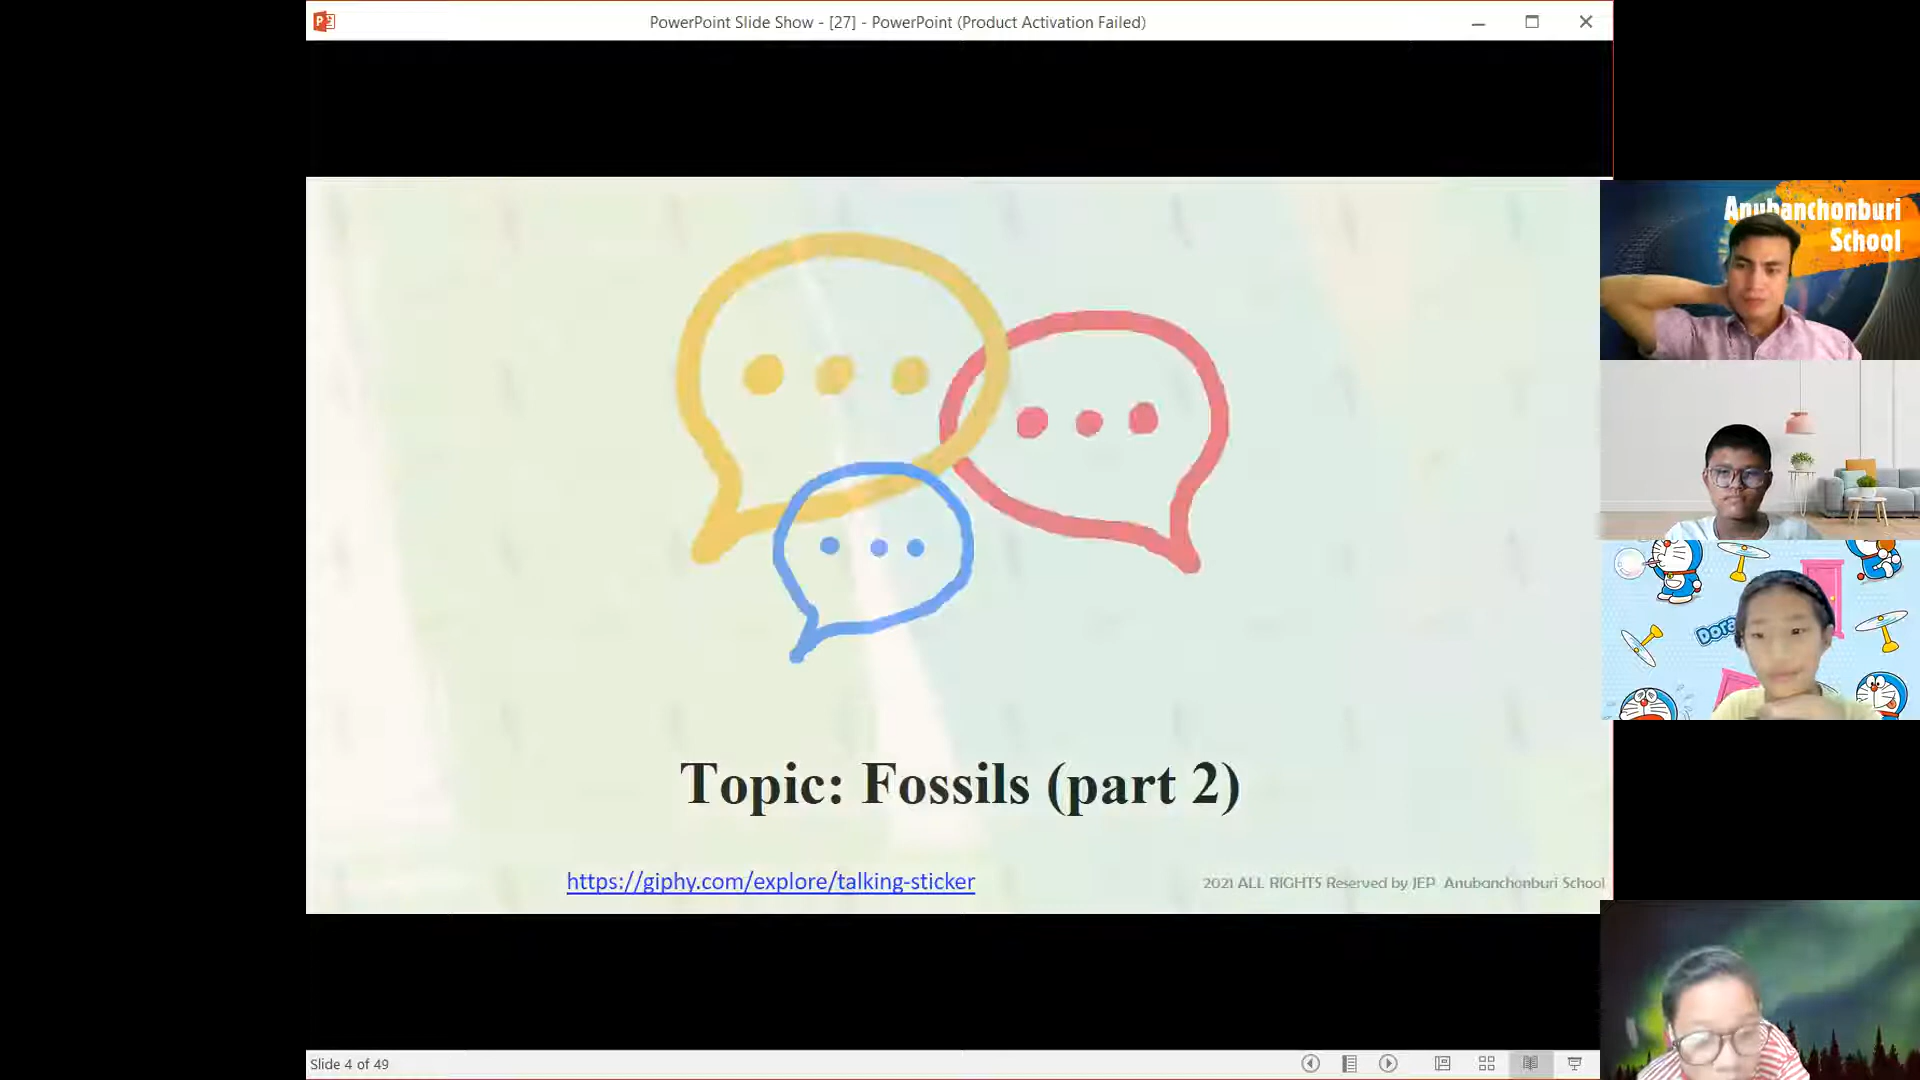 PowerPoint Slide Show - [27] - PowerPoint (Product Activation Failed)
Anubanchonburi
School
Topic: Fossils (part 2)
https://giphy.com/explore/talking-sticker
2021 ALL RIGHTS Reserved by JEP Anubanchonburi School
Slide 4 of 49